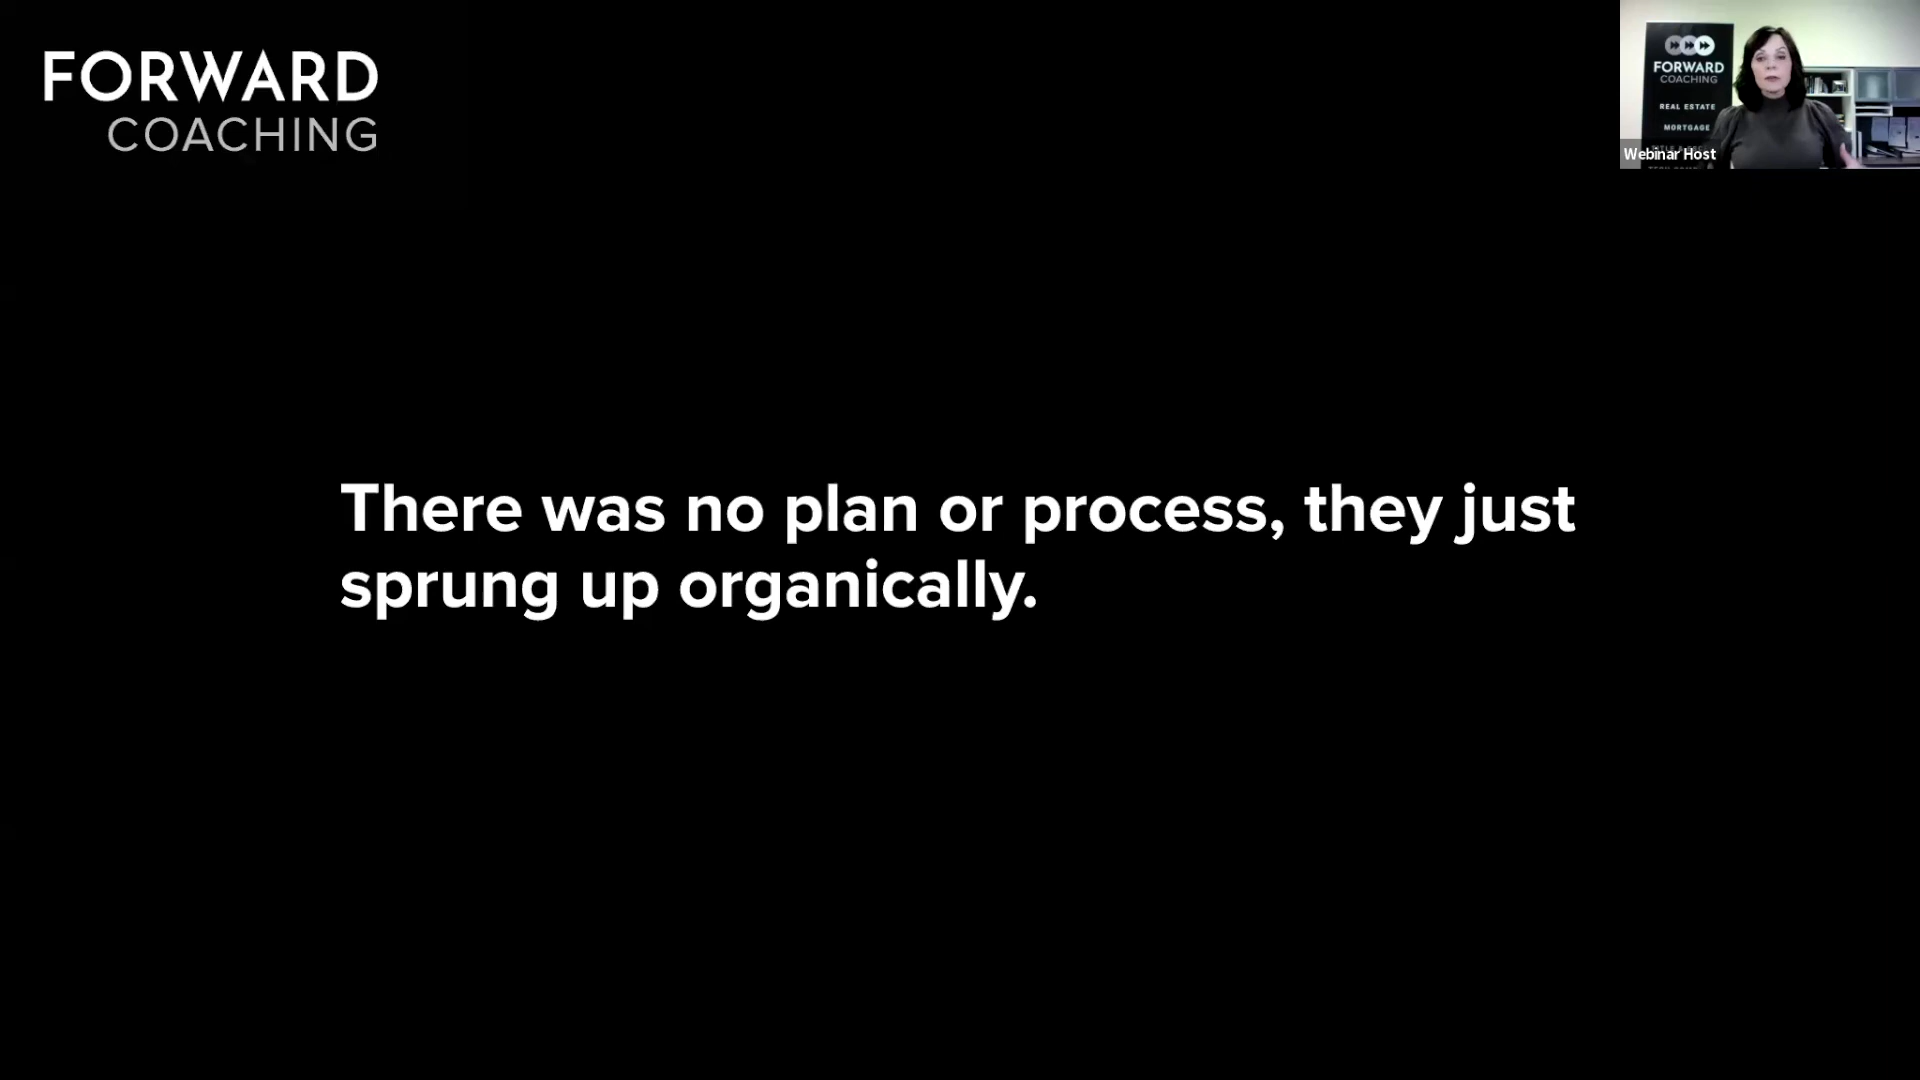 FORWARD
COACHING
FORWARD
COACHING
REAL ESTATE
MORTGAGE
Webinar Host
There was no plan or process, they just
sprung up organically.